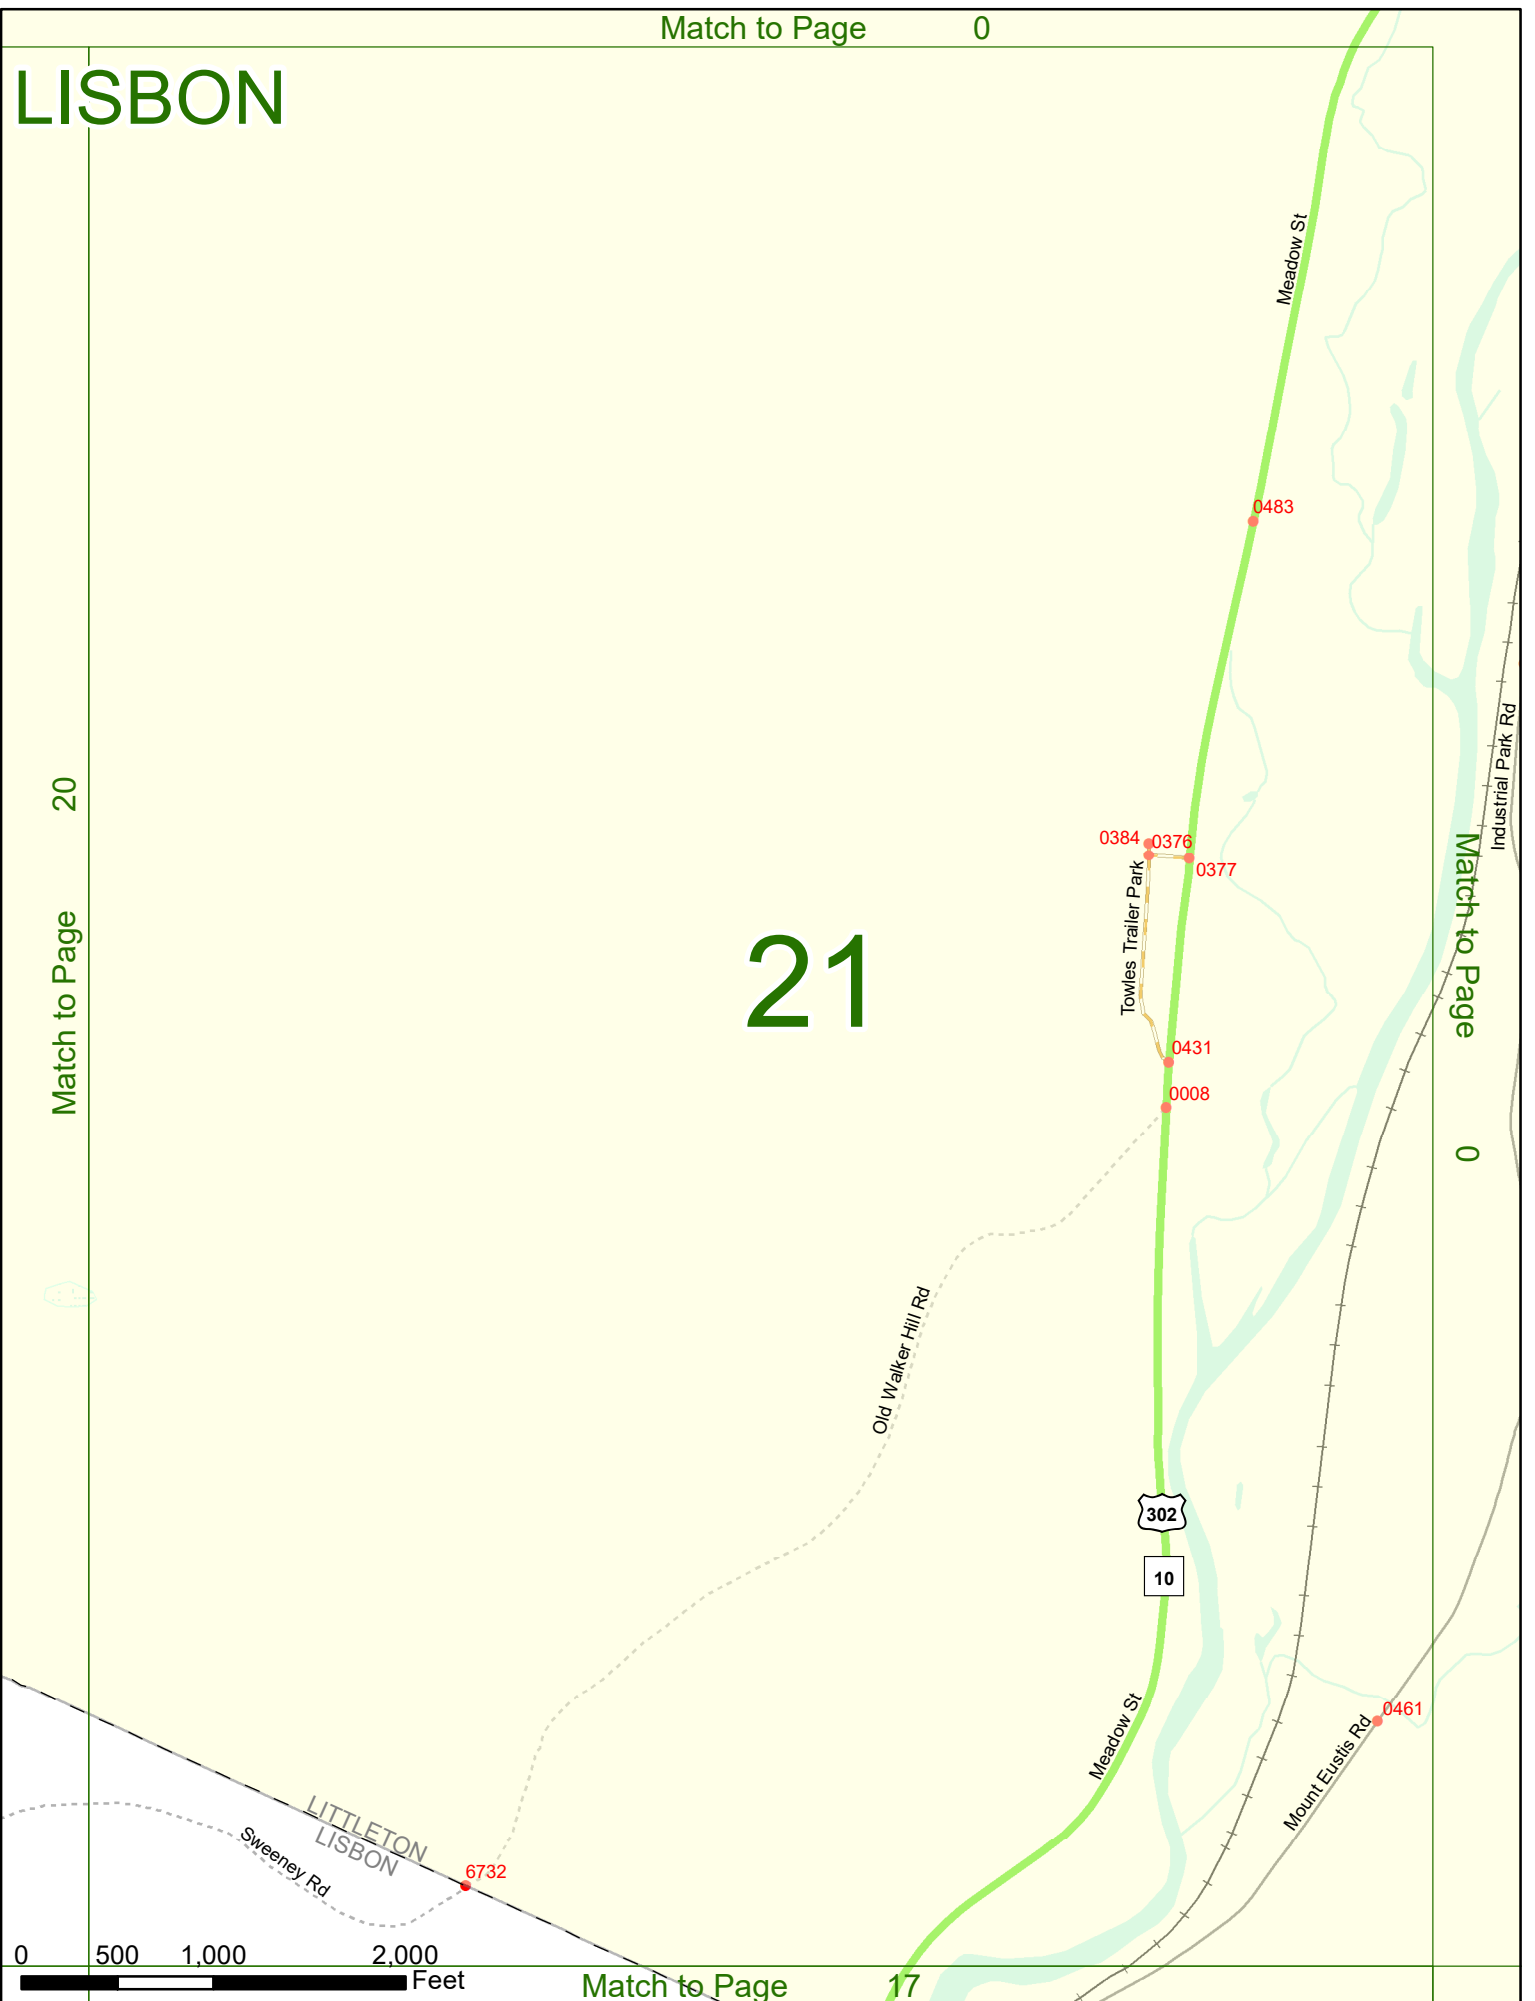 Match to Page 0
LISBON
Meadow St
0483
Industrial Park Rd
Match to Page 20
0384
0376
0377
Towles Trailer Park
Match to Page 0
21
0431
0008
Old Walker Hill Rd
302
10
Meadow St
0461
Mount Eustis Rd
LITTLETON
LISBON
Sweeney Rd
6732
0 500 1,000 2,000
Feet
Match to Page 17